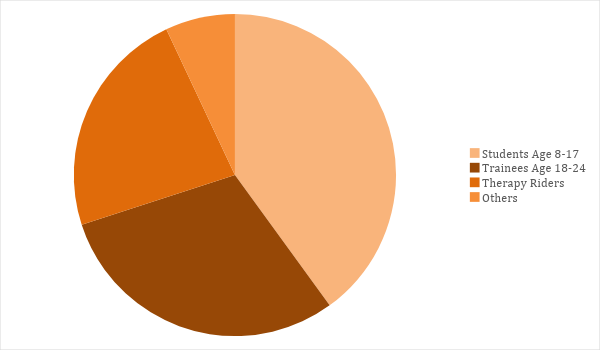 Students Age 8-17
Trainees Age 18-24
Therapy Riders
Others